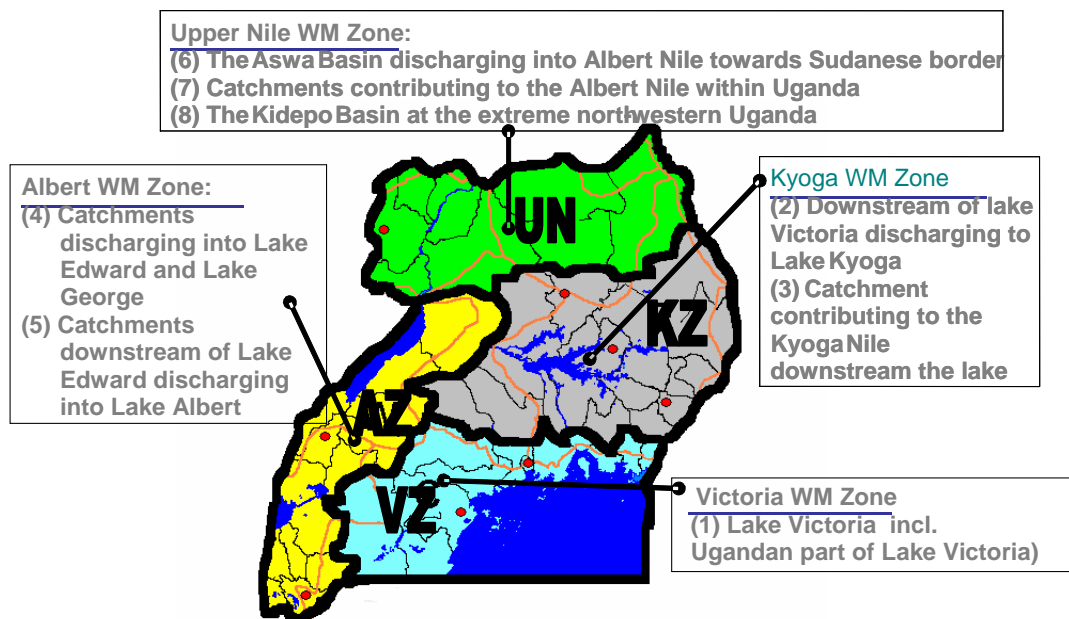 Upper Nile WM Zone:
(6) The Aswa Basin discharging into Albert Nile towards Sudanese border
(7) Catchments contributing to the Albert Nile within Uganda
(8) The Kidepo Basin at the extreme northwestern Uganda
Albert WM Zone:
(4) Catchments
discharging into Lake
Edward and Lake
George
(5) Catchments
downstream of Lake
Edward discharging
into Lake Albert
Kyoga WM Zone
(2) Downstream of lake
Victoria discharging to
Lake Kyoga
(3) Catchment
contributing to the
Kyoga Nile
downstream the lake
UN
KZ
AZ
VZ
Victoria WM Zone
(1) Lake Victoria incl.
Ugandan part of Lake Victoria)